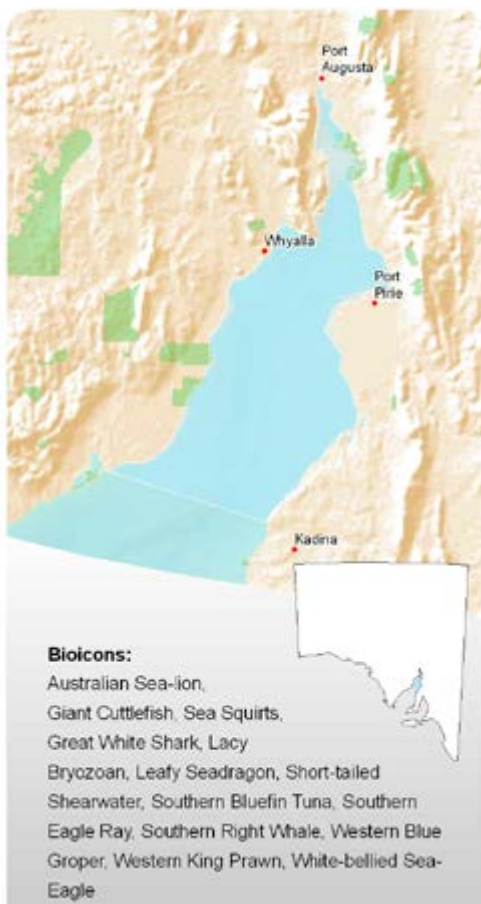 Port
Augusta
Whyalla
Port
Pirie
Kadina
Bioicons:
Australian Sea-lion,
Giant Cuttlefish, Sea Squirts,
Great White Shark, Lacy
Bryozoan, Leafy Seadragon, Short-tailed
Shearwater, Southern Bluefin Tuna, Southern
Eagle Ray, Southern Right Whale, Western Blue
Groper, Western King Prawn, White-bellied Sea-
Eagle